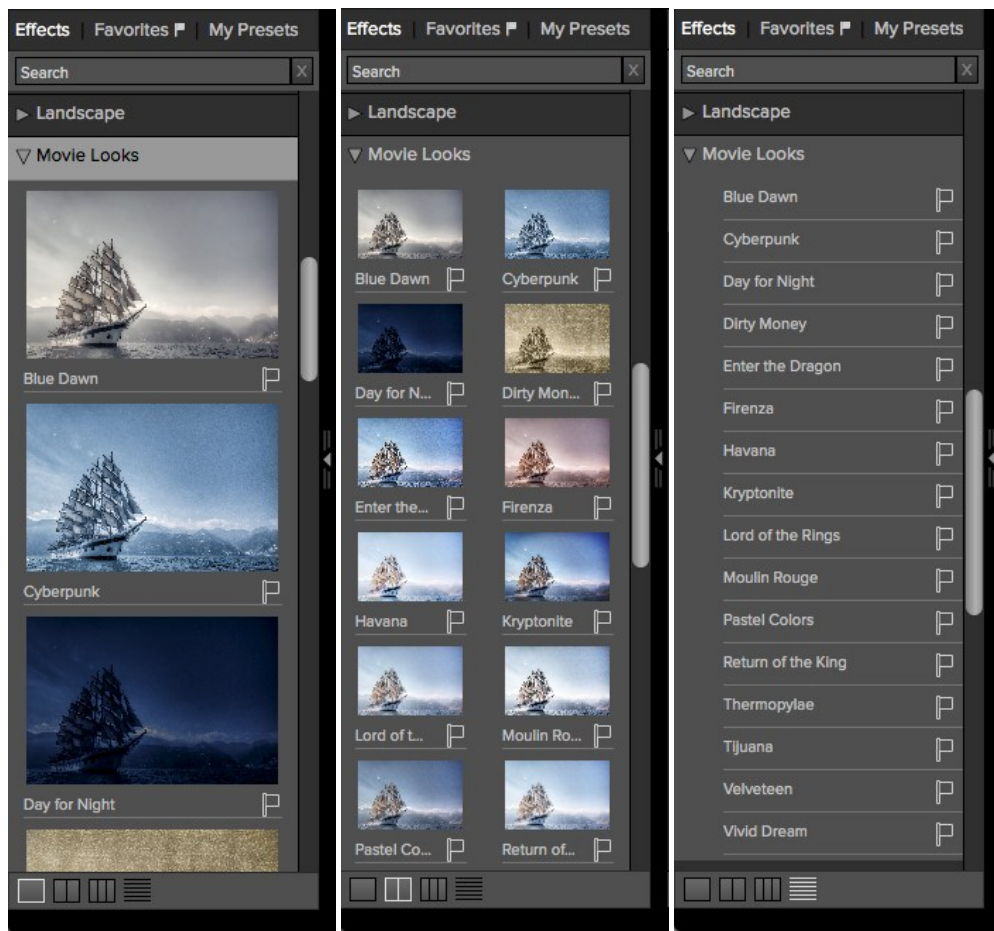 Effects | Favorites | My Presets
Search X
Landscape
Movie Looks
Blue Dawn
Cyberpunk
Day for Night
Effects | Favorites | My Presets
Search X
Landscape
Movie Looks
Blue Dawn Cyberpunk
Day for N... Dirty Mon...
Enter the... Firenza
Havana Kryptonite
Lord of t... Moulin Ro...
Pastel Co... Return of...
Effects | Favorites | My Presets
Search X
Landscape
Movie Looks
Blue Dawn
Cyberpunk
Day for Night
Dirty Money
Enter the Dragon
Firenza
Havana
Kryptonite
Lord of the Rings
Moulin Rouge
Pastel Colors
Return of the King
Thermopylae
Tijuana
Velveteen
Vivid Dream